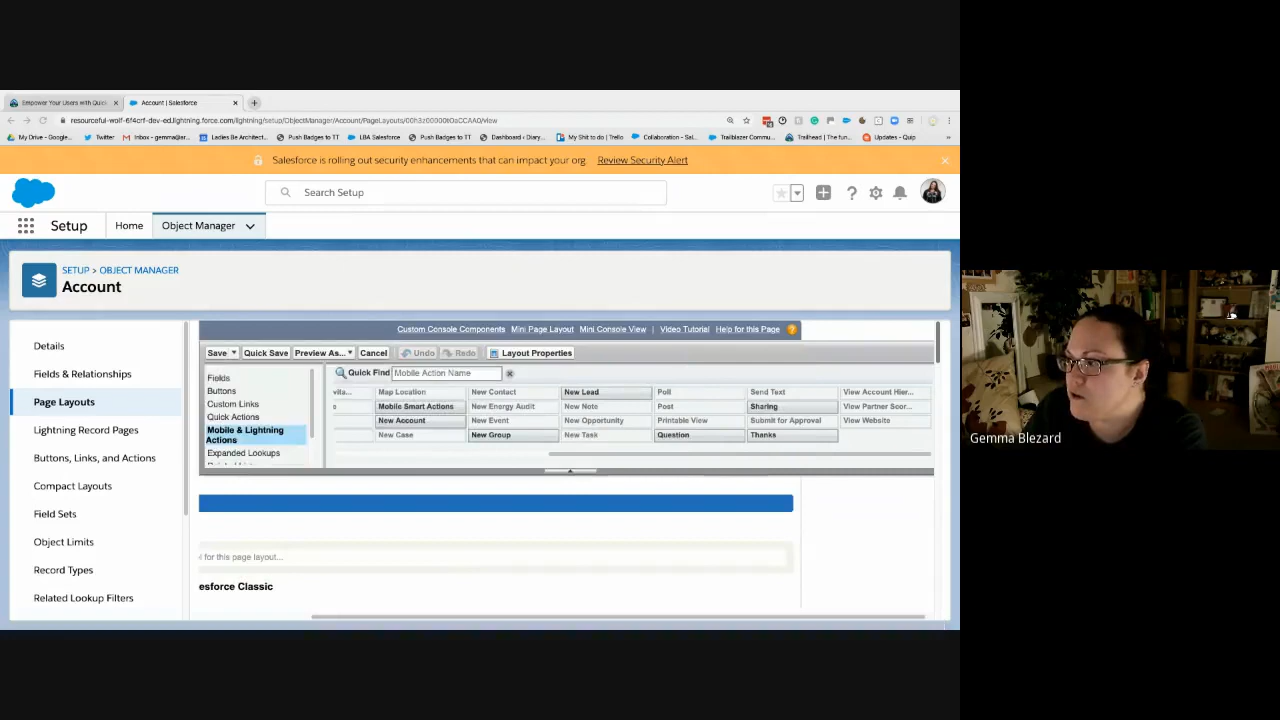 Empower Your Users with Quick
Account | Salesforce
resourceful-wolf-6f4crf-dev-ed.lightning.force.com/lightning/setup/ObjectManager/Account/PageLayouts/00h3z00000tOaCCAA0/view
My Drive - Google...
Twitter
Inbox - gemma@ar...
Ladies Be Architect...
Push Badges to TT
LBA Salesforce
Push Badges to TT
Dashboard ‹ Diary...
My Shit to do | Trello
Collaboration - Sal...
Trailblazer Commu...
Trailhead | The fun...
Updates - Quip
Salesforce is rolling out security enhancements that can impact your org. Review Security Alert
Search Setup
Setup
Home
Object Manager
SETUP > OBJECT MANAGER
Account
Details
Fields & Relationships
Page Layouts
Lightning Record Pages
Buttons, Links, and Actions
Compact Layouts
Field Sets
Object Limits
Record Types
Related Lookup Filters
Custom Console Components Mini Page Layout Mini Console View | Video Tutorial Help for this Page
Save Quick Save Preview As... Cancel Undo Redo Layout Properties
Fields
Buttons
Custom Links
Quick Actions
Mobile & Lightning
Actions
Expanded Lookups
Quick Find Mobile Action Name
vita... Map Location New Contact New Lead Poll Send Text View Account Hier...
o Mobile Smart Actions New Energy Audit New Note Post Sharing View Partner Scor...
New Account New Event New Opportunity Printable View Submit for Approval View Website
New Case New Group New Task Question Thanks
for this page layout...
esforce Classic
Gemma Blezard